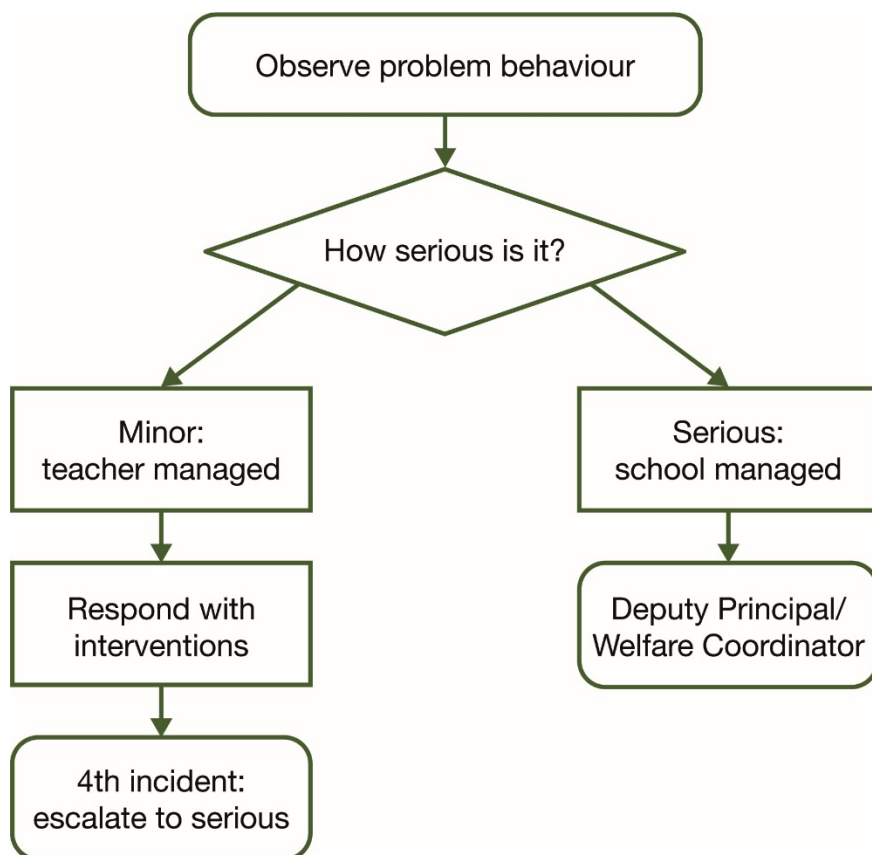 Observe problem behaviour
How serious is it?
Minor:
teacher managed
Serious:
school managed
Respond with
interventions
Deputy Principal/
Welfare Coordinator
4th incident:
escalate to serious